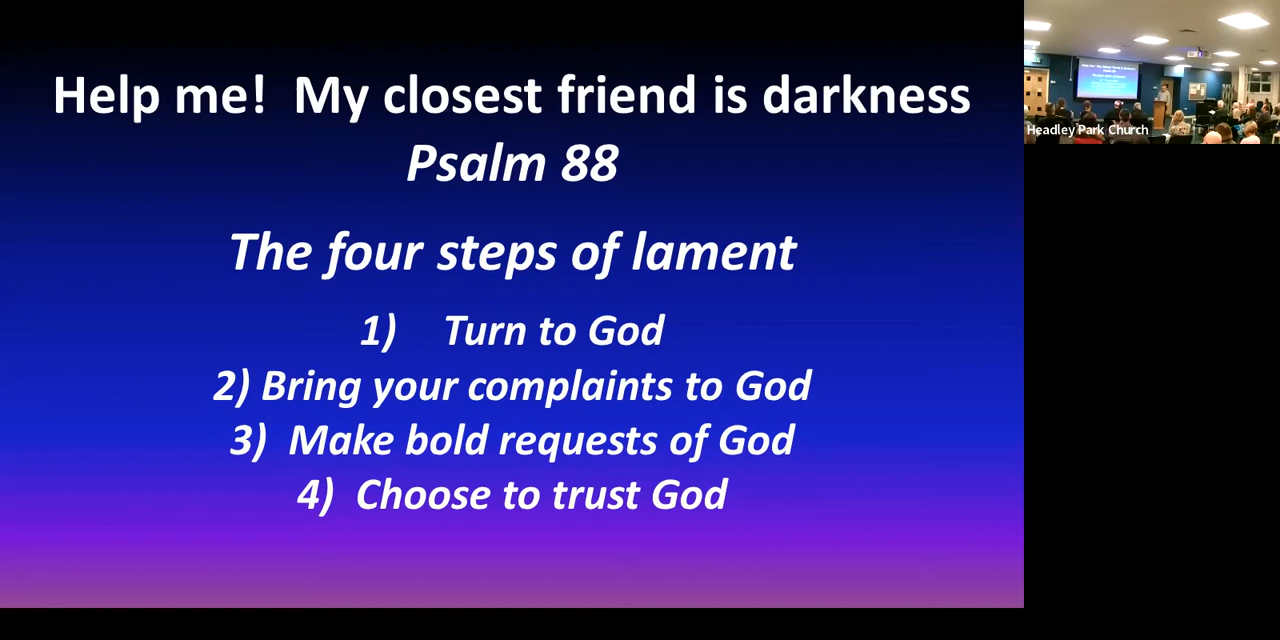 Help me!  My closest friend is darkness
Psalm 88
The four steps of lament
1)    Turn to God
2) Bring your complaints to God
3)  Make bold requests of God
4)  Choose to trust God
Headley Park Church